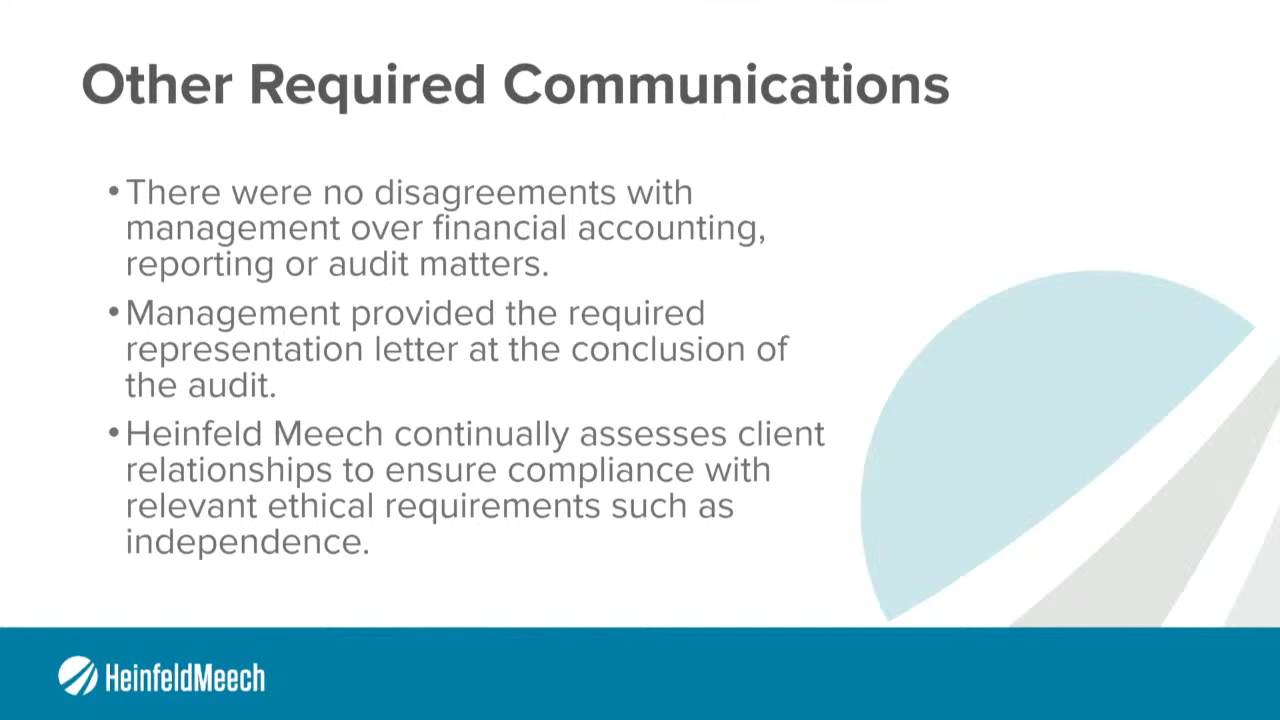 Other Required Communications
• There were no disagreements with
management over financial accounting,
reporting or audit matters.
• Management provided the required
representation letter at the conclusion of
the audit.
• Heinfeld Meech continually assesses client
relationships to ensure compliance with
relevant ethical requirements such as
independence.
HeinfeldMeech